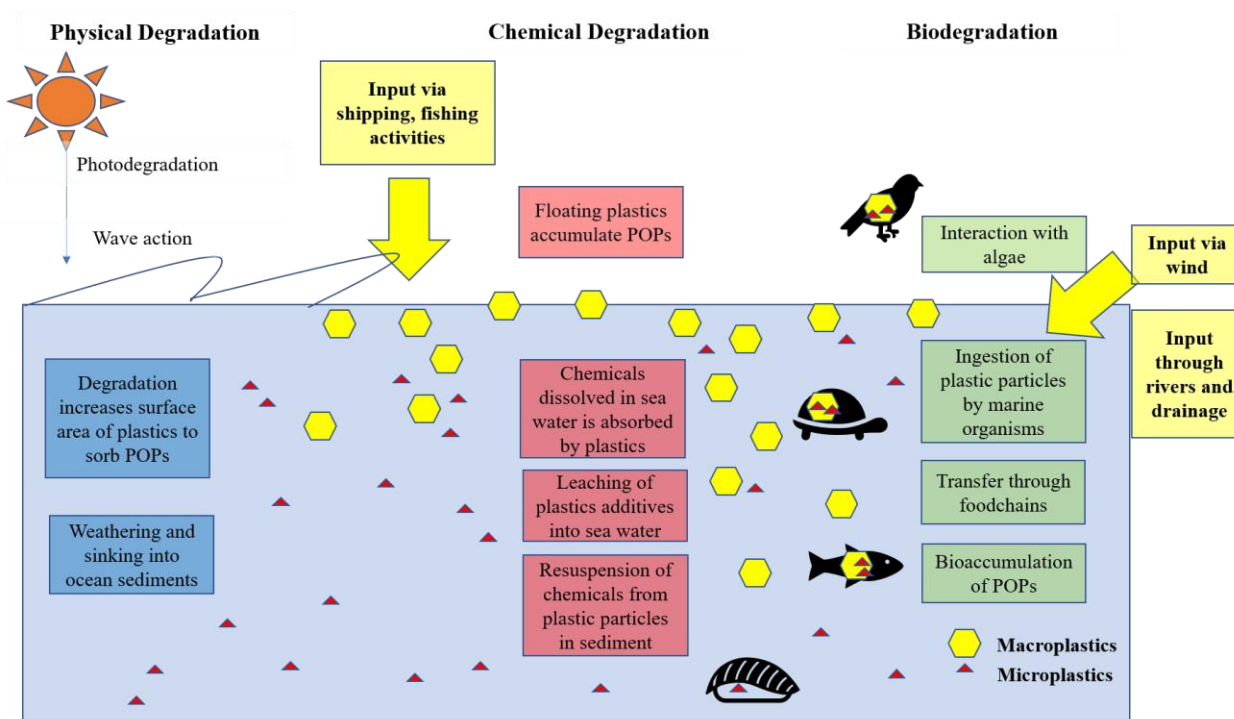 Physical Degradation
Chemical Degradation
Biodegradation
Input via
shipping, fishing
activities
Photodegradation
Wave action
Floating plastics
accumulate POPs
Interaction with
algae
Input via
wind
Degradation
increases surface
area of plastics to
sorb POPs
Weathering and
sinking into
ocean sediments
Chemicals
dissolved in sea
water is absorbed
by plastics
Leaching of
plastics additives
into sea water
Resuspension of
chemicals from
plastic particles
in sediment
Ingestion of
plastic particles
by marine
organisms
Transfer through
foodchains
Bioaccumulation
of POPs
Input
through
rivers and
drainage
Macroplastics
Microplastics